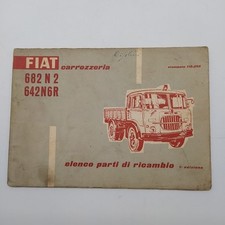 FIAT
carrozzeria
682 N 2
642N6R
elenco parti di ricambio